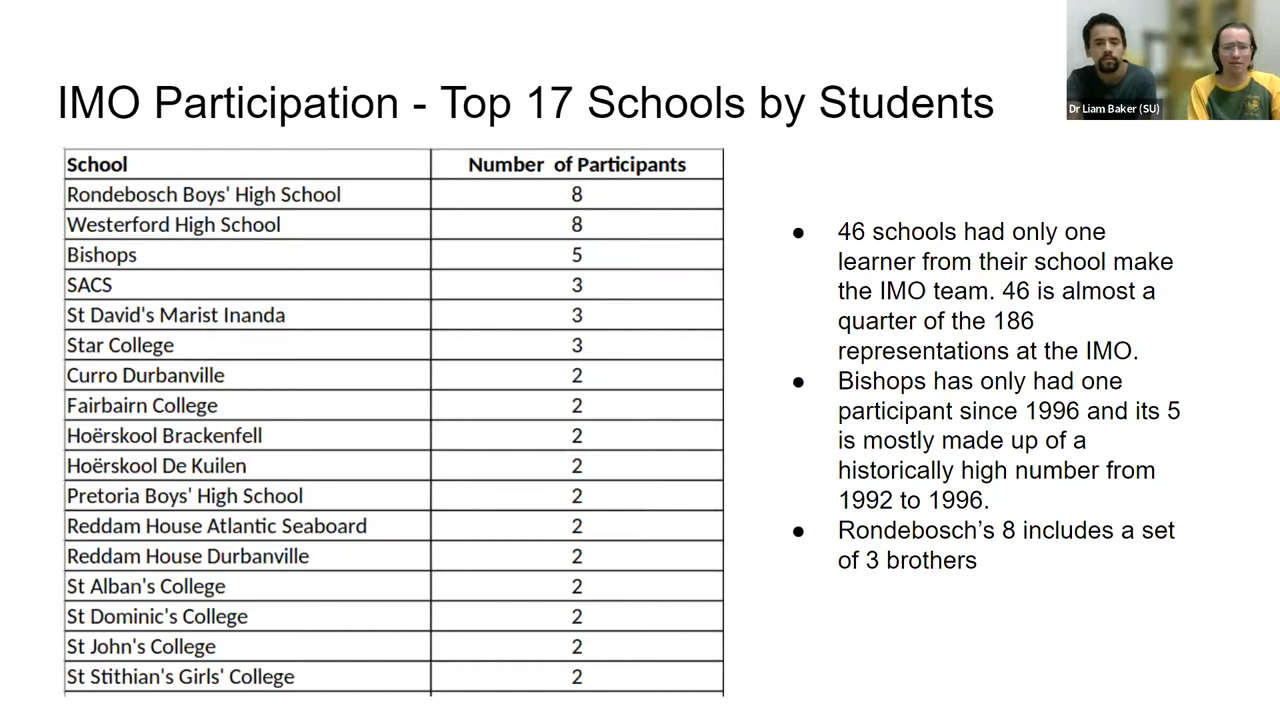 IMO Participation - Top 17 Schools by Students
Dr Liam Baker (SU)
School Number of Participants
Rondebosch Boys' High School 8
Westerford High School 8
Bishops 5
SACS 3
St David's Marist Inanda 3
Star College 3
Curro Durbanville 2
Fairbairn College 2
Hoërskool Brackenfell 2
Hoërskool De Kuilen 2
Pretoria Boys' High School 2
Reddam House Atlantic Seaboard 2
Reddam House Durbanville 2
St Alban's College 2
St Dominic's College 2
St John's College 2
St Stithian's Girls' College 2
● 46 schools had only one
learner from their school make
the IMO team. 46 is almost a
quarter of the 186
representations at the IMO.
● Bishops has only had one
participant since 1996 and its 5
is mostly made up of a
historically high number from
1992 to 1996.
● Rondebosch’s 8 includes a set
of 3 brothers